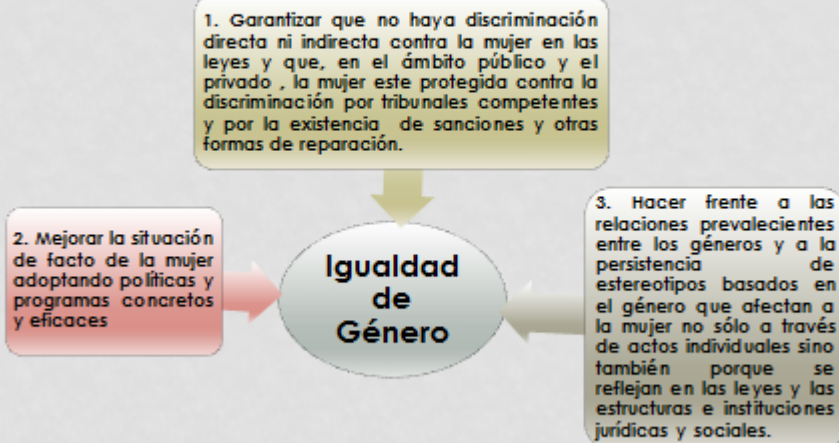 1. Garantizar que no haya discriminación
directa ni indirecta contra la mujer en las
leyes y que, en el ámbito público y el
privado , la mujer este protegida contra la
discriminación por tribunales competentes
y por la existencia de sanciones y otras
formas de reparación.
2. Mejorar la situación
de facto de la mujer
adoptando políticas y
programas concretos
y eficaces
Igualdad
de
Género
3. Hacer frente a las
relaciones prevalecientes
entre los géneros y a la
persistencia de
estereotipos basados en
el género que afectan a
la mujer no sólo a través
de actos individuales sino
también porque se
reflejan en las leyes y las
estructuras e instituciones
jurídicas y sociales.